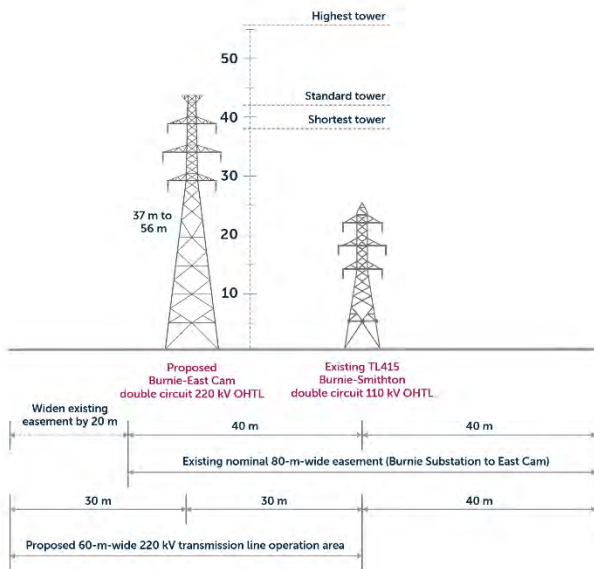 Highest tower
50
Standard tower
40
Shortest tower
30
37 m to
56 m
20
10
Proposed
Burnie-East Cam
double circuit 220 kV OHTL
Existing TL415
Burnie-Smithton
double circuit 110 kV OHTL
Widen existing
easement by 20 m
40 m
40 m
Existing nominal 80-m-wide easement (Burnie Substation to East Cam)
30 m
30 m
40 m
Proposed 60-m-wide 220 kV transmission line operation area